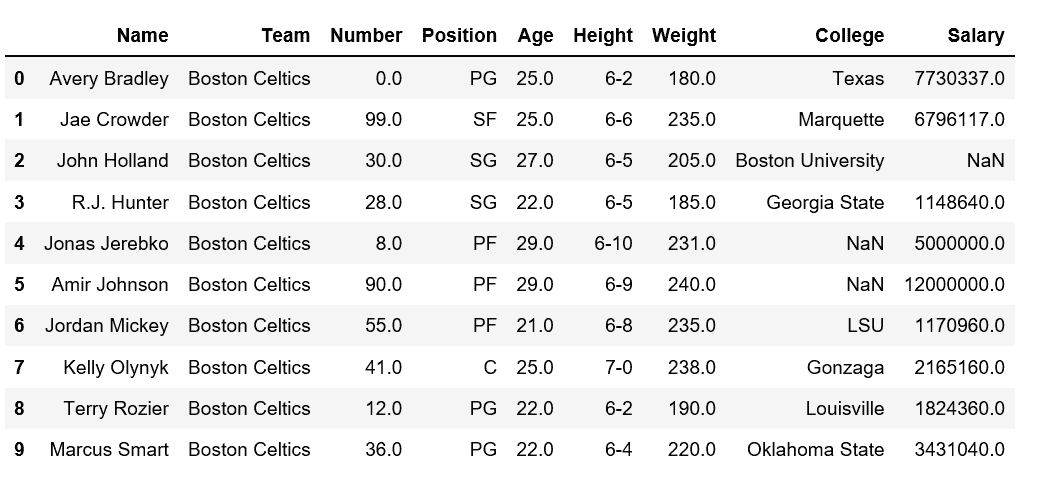 Name Team Number Position Age Height Weight College Salary
0 Avery Bradley Boston Celtics 0.0 PG 25.0 6-2 180.0 Texas 7730337.0
1 Jae Crowder Boston Celtics 99.0 SF 25.0 6-6 235.0 Marquette 6796117.0
2 John Holland Boston Celtics 30.0 SG 27.0 6-5 205.0 Boston University NaN
3 R.J. Hunter Boston Celtics 28.0 SG 22.0 6-5 185.0 Georgia State 1148640.0
4 Jonas Jerebko Boston Celtics 8.0 PF 29.0 6-10 231.0 NaN 5000000.0
5 Amir Johnson Boston Celtics 90.0 PF 29.0 6-9 240.0 NaN 12000000.0
6 Jordan Mickey Boston Celtics 55.0 PF 21.0 6-8 235.0 LSU 1170960.0
7 Kelly Olynyk Boston Celtics 41.0 C 25.0 7-0 238.0 Gonzaga 2165160.0
8 Terry Rozier Boston Celtics 12.0 PG 22.0 6-2 190.0 Louisville 1824360.0
9 Marcus Smart Boston Celtics 36.0 PG 22.0 6-4 220.0 Oklahoma State 3431040.0